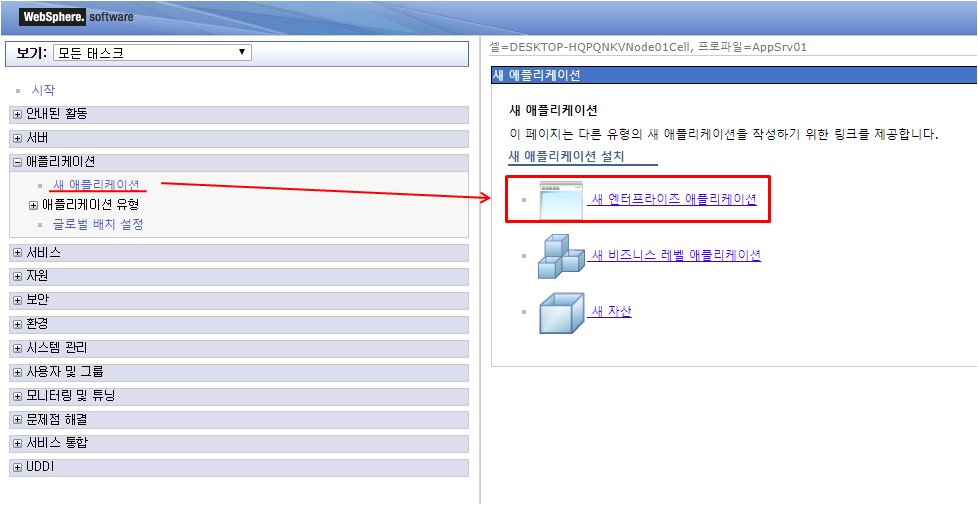 WebSphere. software
보기: 모든 태스크
시작
안내된 활동
서버
애플리케이션
새 애플리케이션
애플리케이션 유형
글로벌 배치 설정
서비스
자원
보안
환경
시스템 관리
사용자 및 그룹
모니터링 및 튜닝
문제점 해결
서비스 통합
UDDI
셀=DESKTOP-HQPQNKVNode01Cell, 프로파일=AppSrv01
새 애플리케이션
새 애플리케이션
이 페이지는 다른 유형의 새 애플리케이션을 작성하기 위한 링크를 제공합니다.
새 애플리케이션 설치
새 엔터프라이즈 애플리케이션
새 비즈니스 레벨 애플리케이션
새 자산